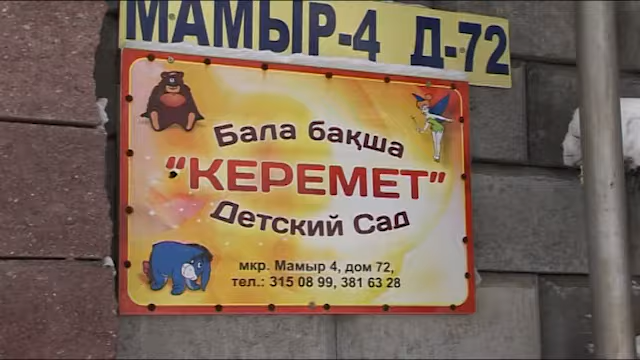 МАМЫР-4 Д-72
Бала бақша
"КЕРЕМЕТ"
Детский Сад
мкр. Мамыр 4, дом 72,
тел.: 315 08 99, 381 63 28